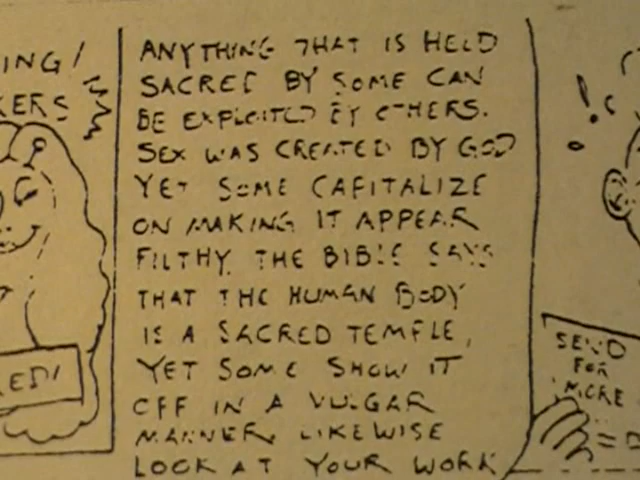 ING!
KERS
ANYTHING THAT IS HELD
SACRED BY SOME CAN
BE EXPLOITED BY OTHERS.
SEX WAS CREATED BY GOD
YET SOME CAPITALIZE
ON MAKING IT APPEAR
FILTHY. THE BIBLE SAYS
THAT THE HUMAN BODY
IS A SACRED TEMPLE,
YET SOME SHOW IT
OFF IN A VULGAR
MANNER. LIKEWISE
LOOK AT YOUR WORK
ED!
!
SEND
FOR
MORE